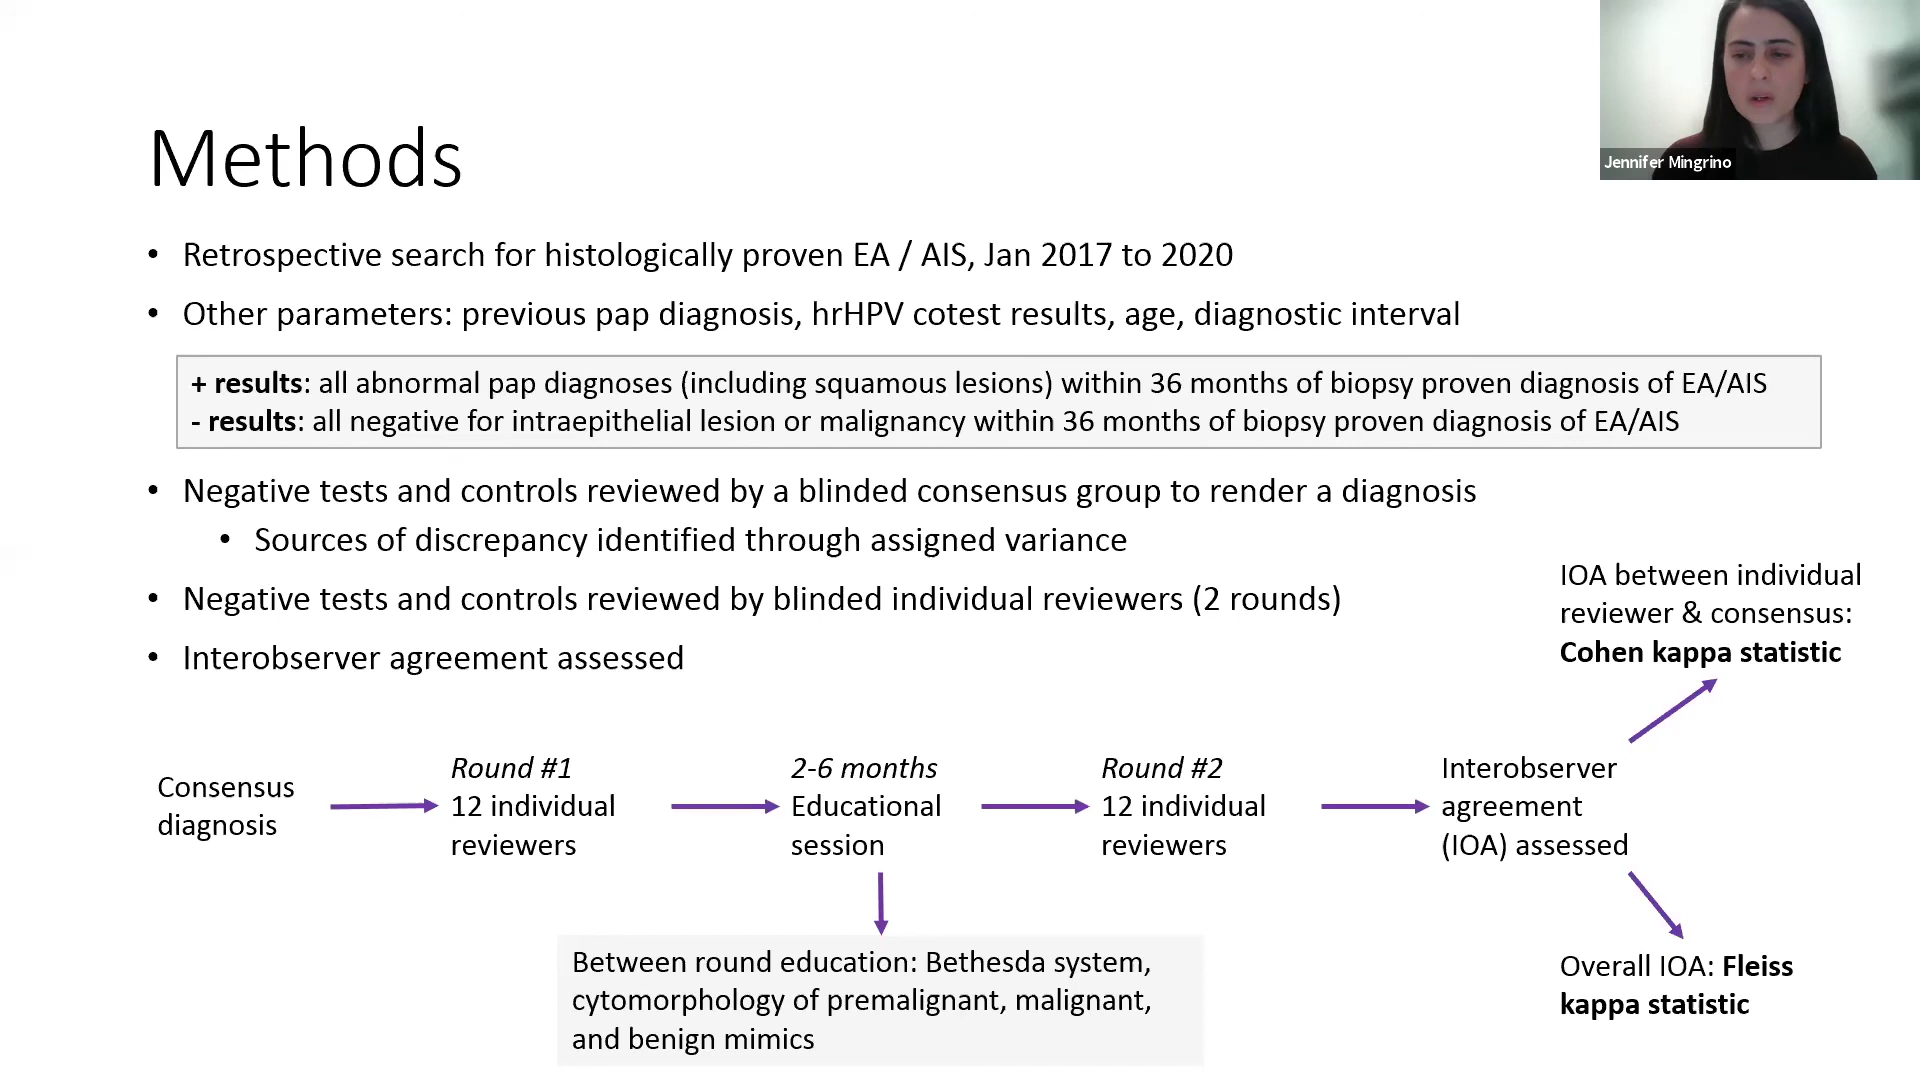 Jennifer Mingrino
Methods
• Retrospective search for histologically proven EA / AIS, Jan 2017 to 2020
• Other parameters: previous pap diagnosis, hrHPV cotest results, age, diagnostic interval
+ results: all abnormal pap diagnoses (including squamous lesions) within 36 months of biopsy proven diagnosis of EA/AIS
- results: all negative for intraepithelial lesion or malignancy within 36 months of biopsy proven diagnosis of EA/AIS
• Negative tests and controls reviewed by a blinded consensus group to render a diagnosis
• Sources of discrepancy identified through assigned variance
• Negative tests and controls reviewed by blinded individual reviewers (2 rounds)
• Interobserver agreement assessed
Consensus
diagnosis
Round #1
12 individual
reviewers
2-6 months
Educational
session
Between round education: Bethesda system,
cytomorphology of premalignant, malignant,
and benign mimics
Round #2
12 individual
reviewers
Interobserver
agreement
(IOA) assessed
IOA between individual
reviewer & consensus:
Cohen kappa statistic
Overall IOA: Fleiss
kappa statistic